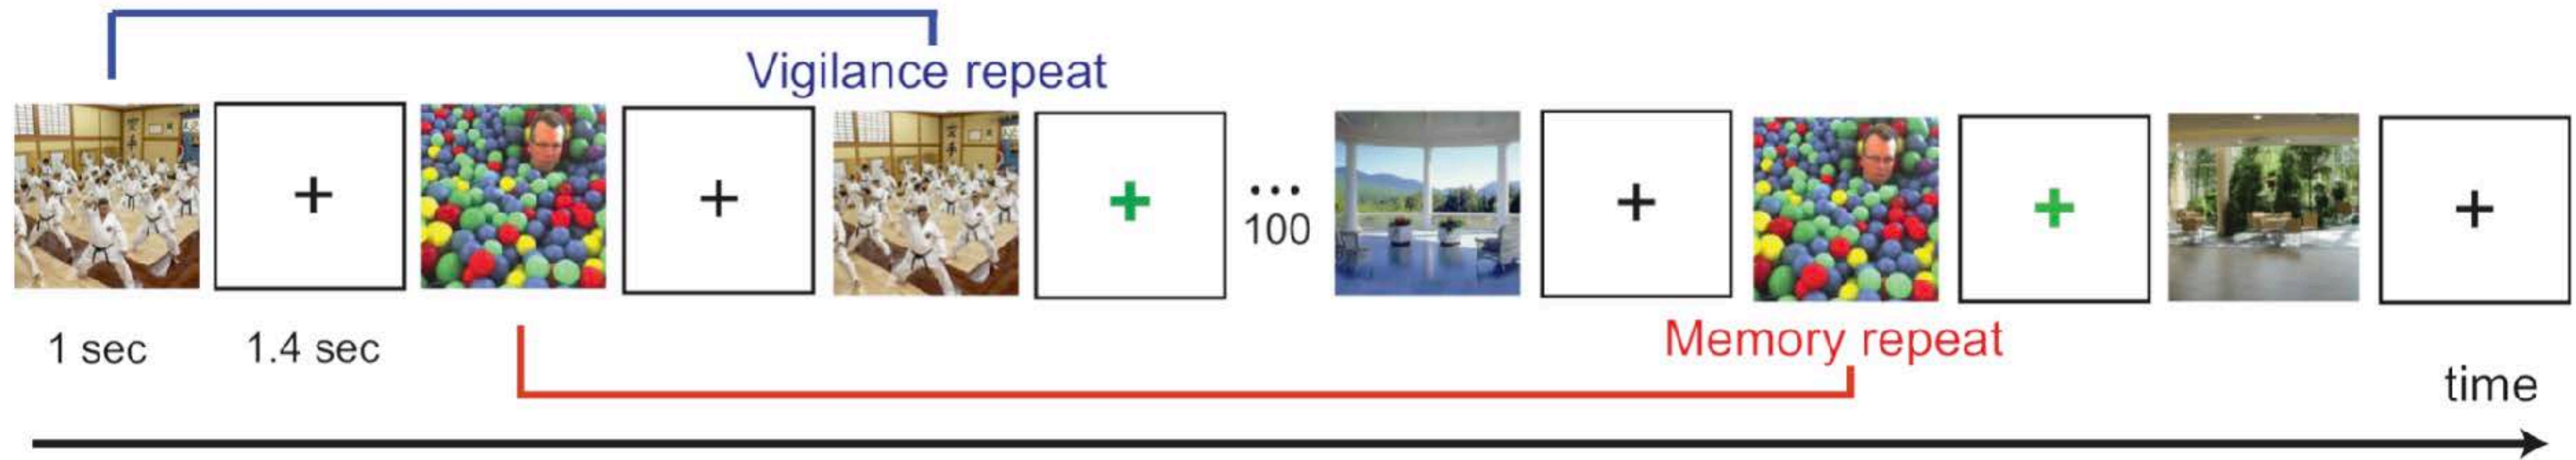 Vigilance repeat
...
100
1 sec
1.4 sec
Memory repeat
time